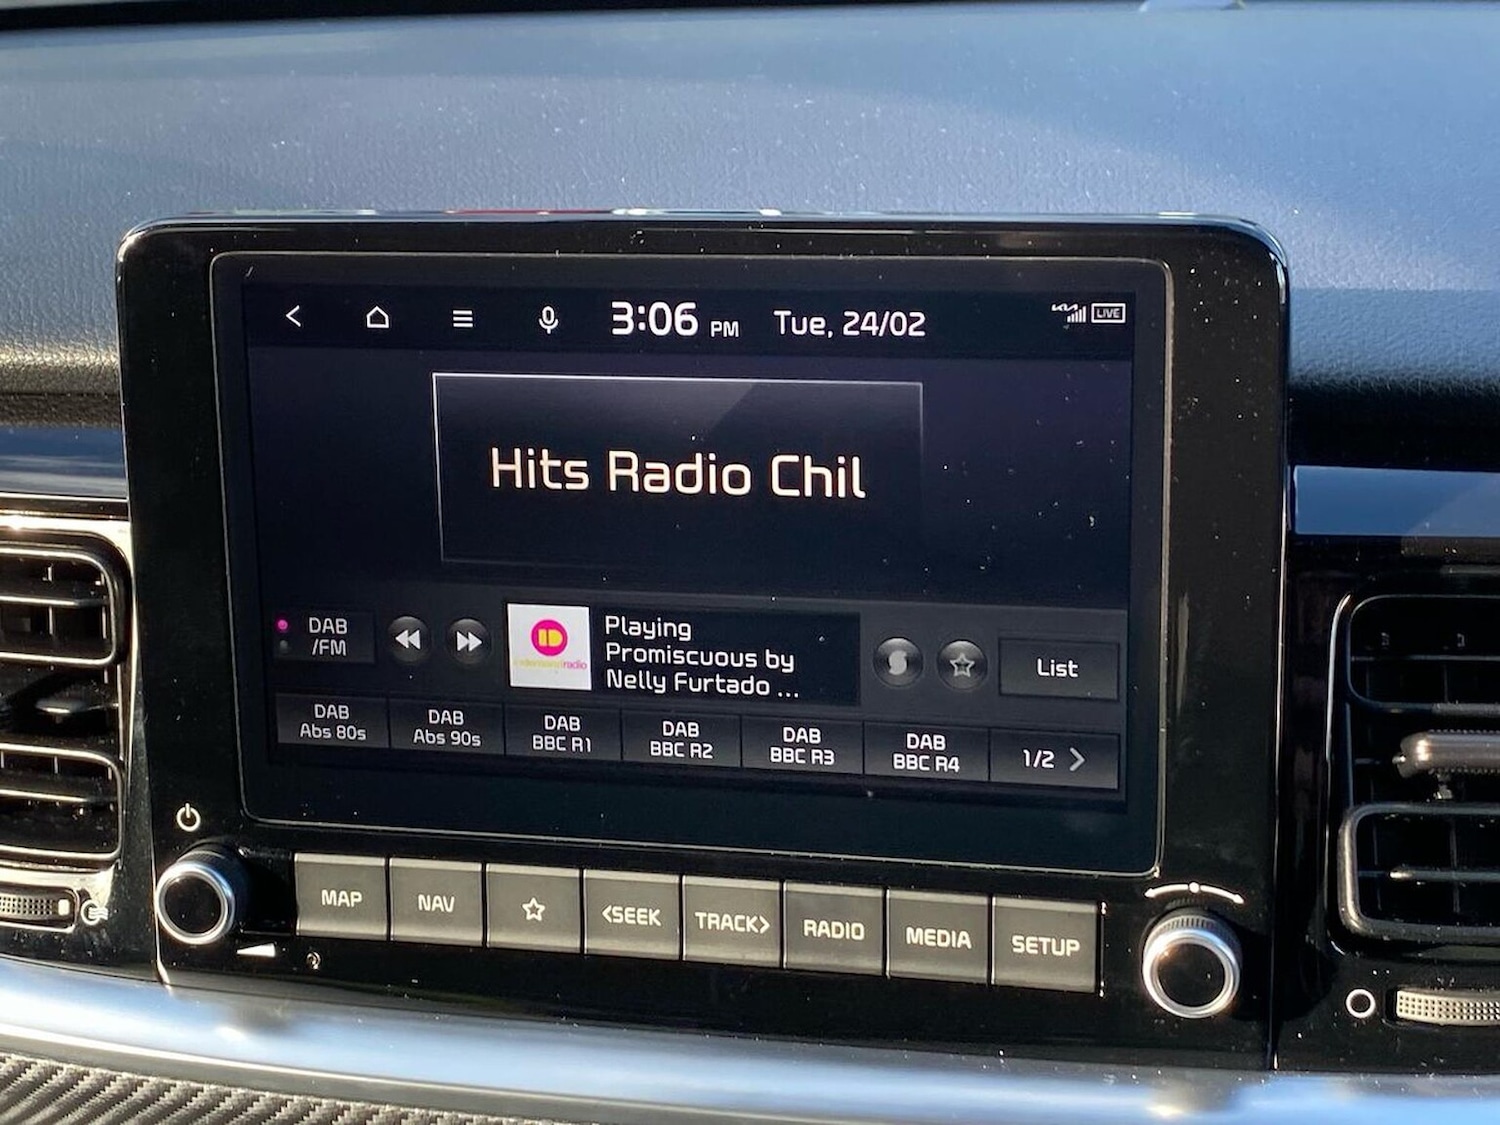 3:06 PM Tue, 24/02
LIVE
Hits Radio Chil
DAB
/FM
Playing
Promiscuous by
Nelly Furtado ...
List
DAB
Abs 80s
DAB
Abs 90s
DAB
BBC R1
DAB
BBC R2
DAB
BBC R3
DAB
BBC R4
1/2 >
MAP
NAV
<SEEK
TRACK>
RADIO
MEDIA
SETUP